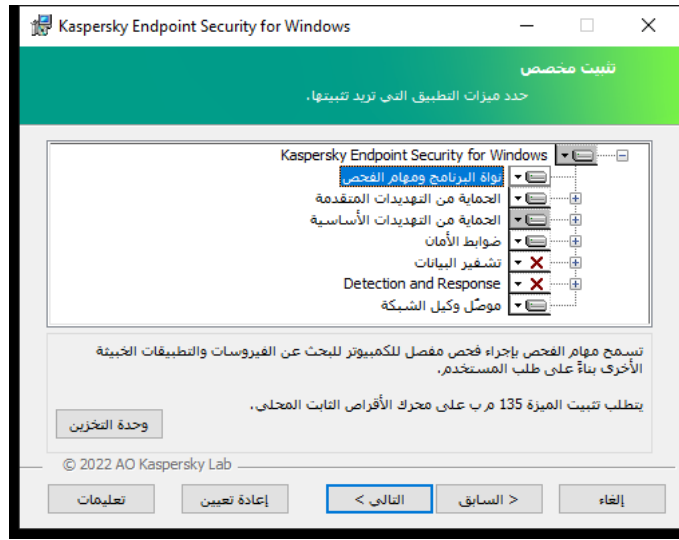 Kaspersky Endpoint Security for Windows
تثبيت مخصص
حدد ميزات التطبيق التي تريد تثبيتها.
Kaspersky Endpoint Security for Windows
نواة البرنامج ومهام الفحص
الحماية من التهديدات المتقدمة
الحماية من التهديدات الأساسية
ضوابط الأمان
تشفير البيانات
Detection and Response
موصّل وكيل الشبكة
تسمح مهام الفحص بإجراء فحص مفصل للكمبيوتر للبحث عن الفيروسات والتطبيقات الخبيثة
الأخرى بناءً على طلب المستخدم.
يتطلب تثبيت الميزة 135 م ب على محرك الأقراص الثابت المحلي.
وحدة التخزين
© 2022 AO Kaspersky Lab
إلغاء
< السابق
التالي >
إعادة تعيين
تعليمات